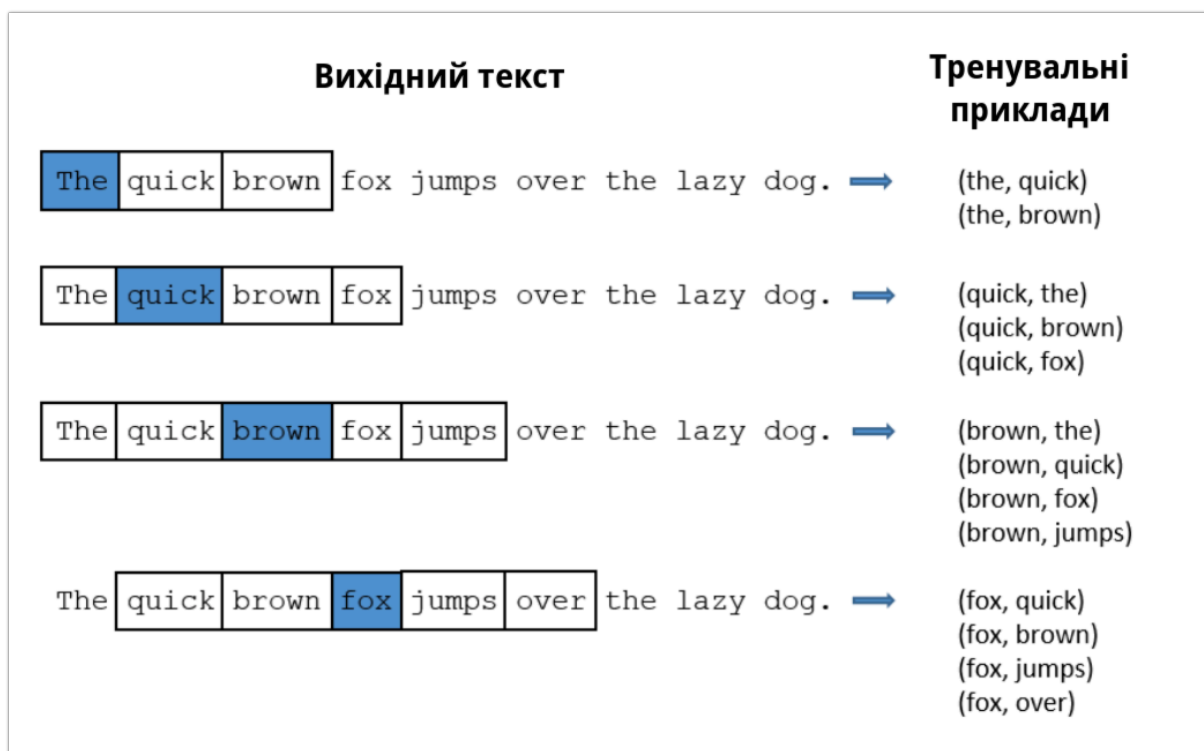 Вихідний текст
Тренувальні
приклади
The quick brown fox jumps over the lazy dog.
(the, quick)
(the, brown)
The quick brown fox jumps over the lazy dog.
(quick, the)
(quick, brown)
(quick, fox)
The quick brown fox jumps over the lazy dog.
(brown, the)
(brown, quick)
(brown, fox)
(brown, jumps)
The quick brown fox jumps over the lazy dog.
(fox, quick)
(fox, brown)
(fox, jumps)
(fox, over)